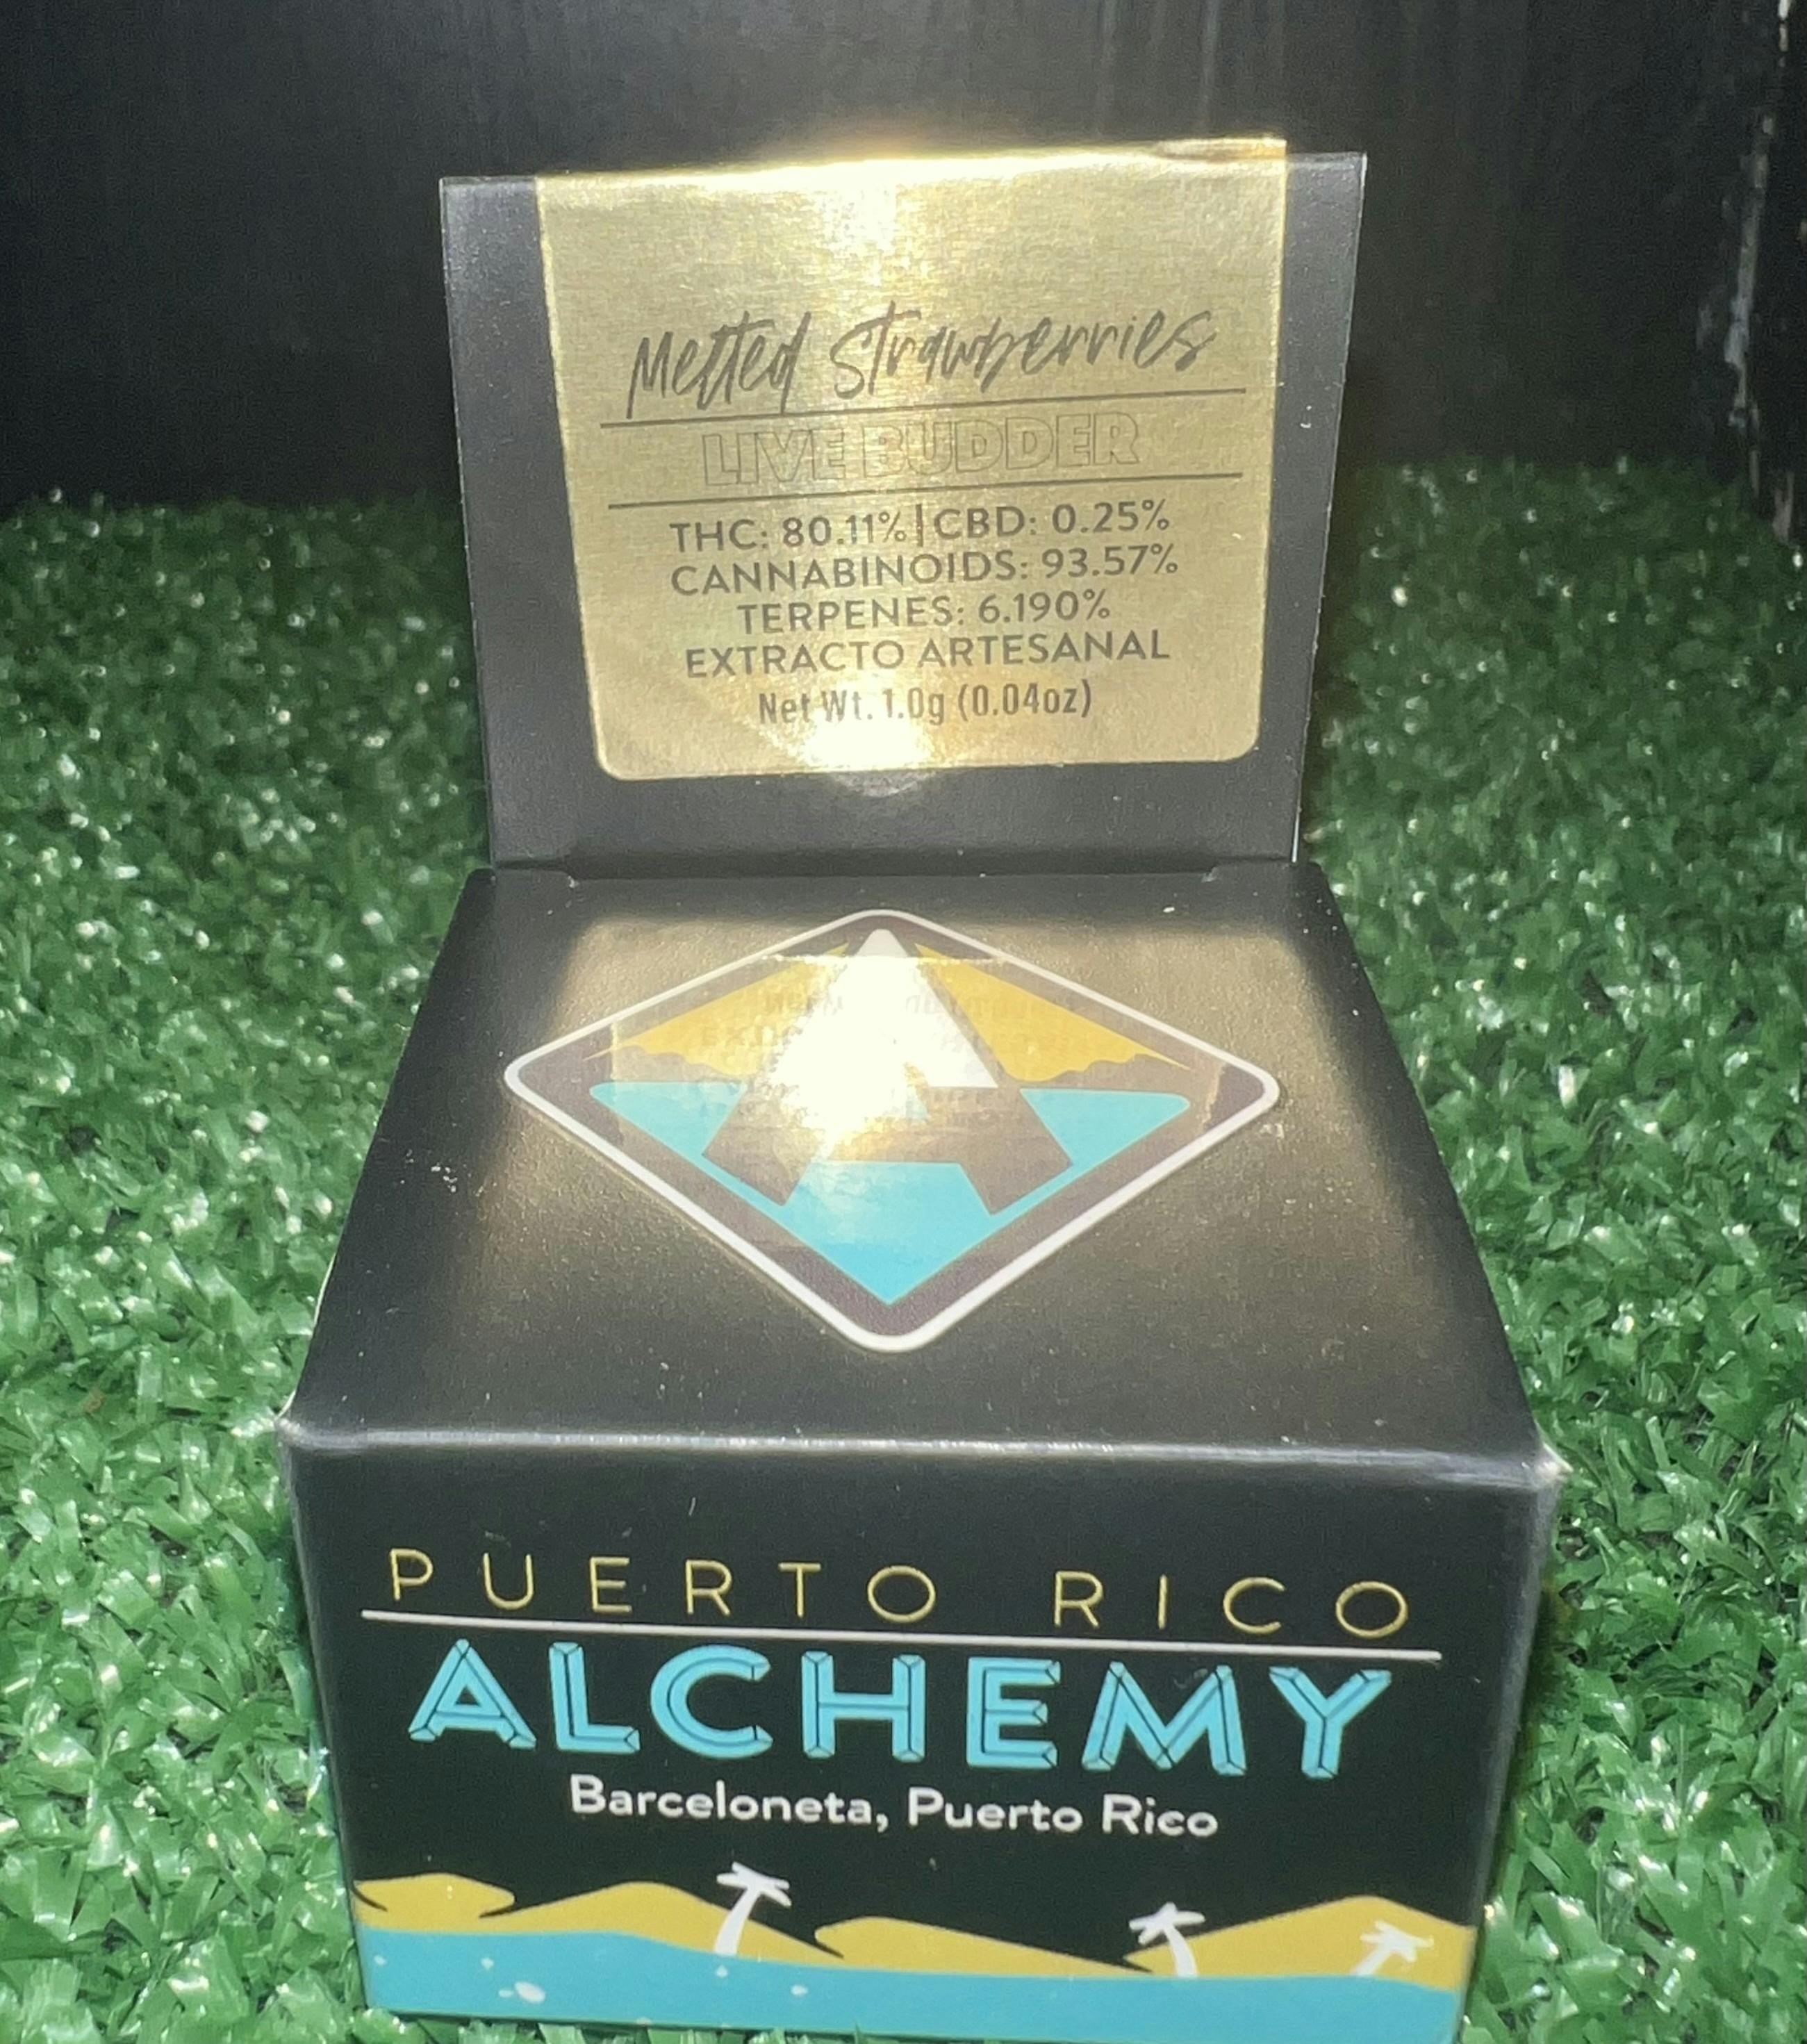 Melted Strawberries
LIVE BUDDER
THC: 80.11% | CBD: 0.25%
CANNABINOIDS: 93.57%
TERPENES: 6.190%
EXTRACTO ARTESANAL
Net Wt. 1.0g (0.04oz)
A
PUERTO RICO
ALCHEMY
Barceloneta, Puerto Rico